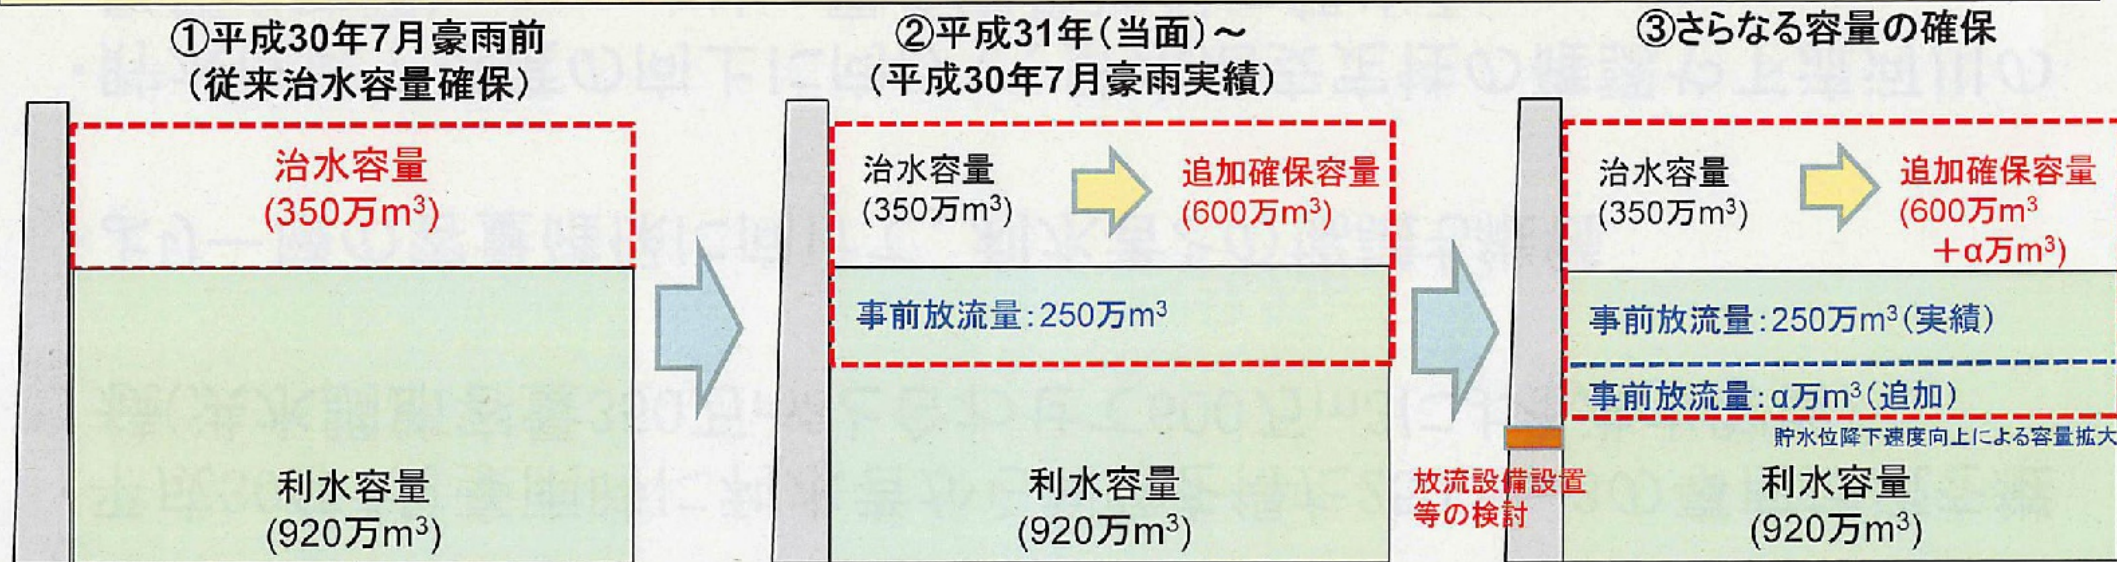 ①平成30年7月豪雨前
(従来治水容量確保)
治水容量
(350万m³)
利水容量
(920万m³)
②平成31年(当面)～
(平成30年7月豪雨実績)
治水容量
(350万m³)
追加確保容量
(600万m³)
事前放流量:250万m³
利水容量
(920万m³)
③さらなる容量の確保
治水容量
(350万m³)
追加確保容量
(600万m³
+α万m³)
事前放流量:250万m³(実績)
事前放流量:α万m³(追加)
貯水位降下速度向上による容量拡大
放流設備設置
等の検討
利水容量
(920万m³)